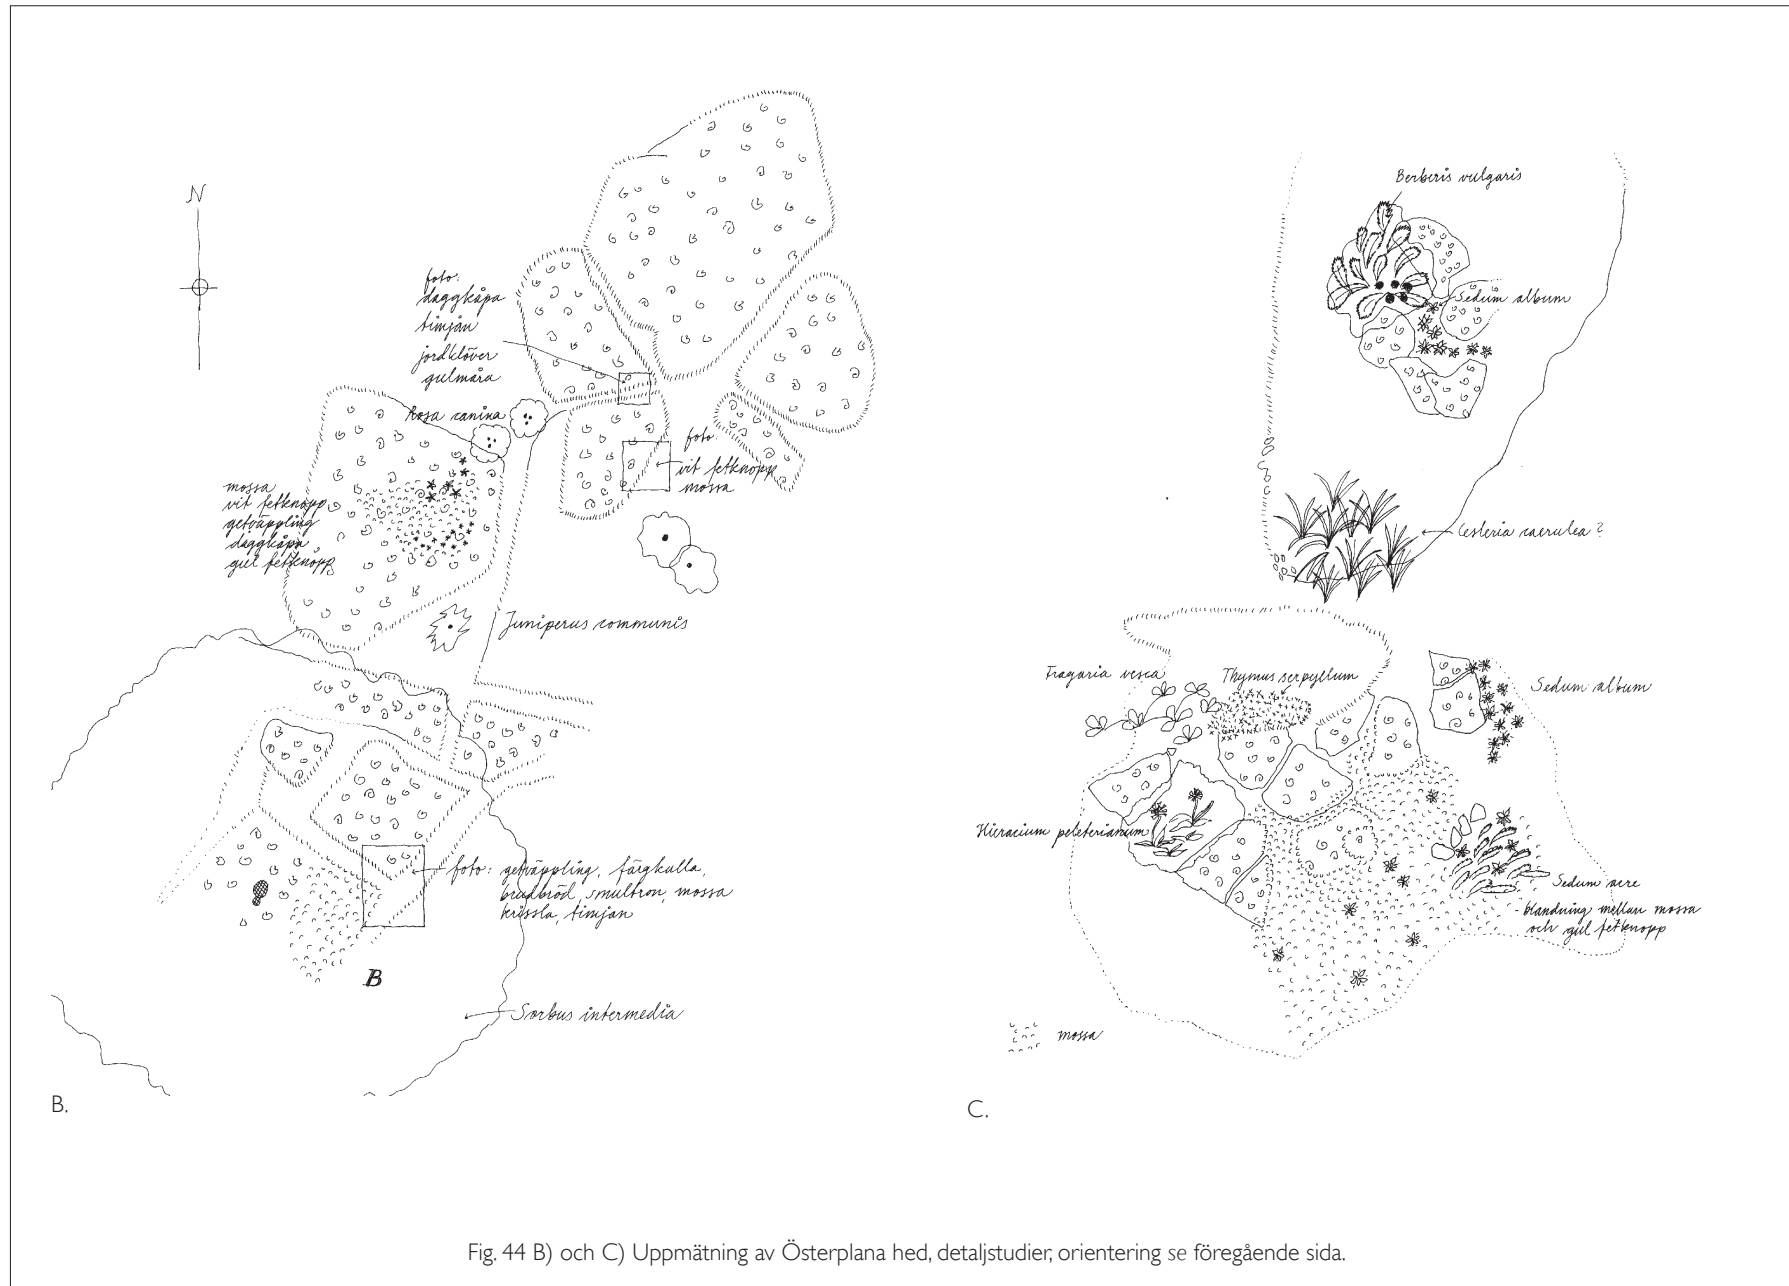 N
foto:
daggkåpa
timjan
jordklöver
gulmåra
Rosa canina
foto:
vit fetknopp
mossa
mossa
vit fetknopp
getväppling
daggkåpa
gul fetknopp
Juniperus communis
foto: getväppling, färgkulla,
brudbröd, smultron, mossa
krissla, timjan
B
Sorbus intermedia
B.
Berberis vulgaris
Sedum album
Cesleria caerulea?
Fragaria vesca
Thymus serpyllum
Sedum album
Hieracium peleterianum
Sedum acre
blandning mellan mossa
och gul fetknopp
mossa
C.
Fig. 44 B) och C) Uppmätning av Österplana hed, detaljstudier, orientering se föregående sida.